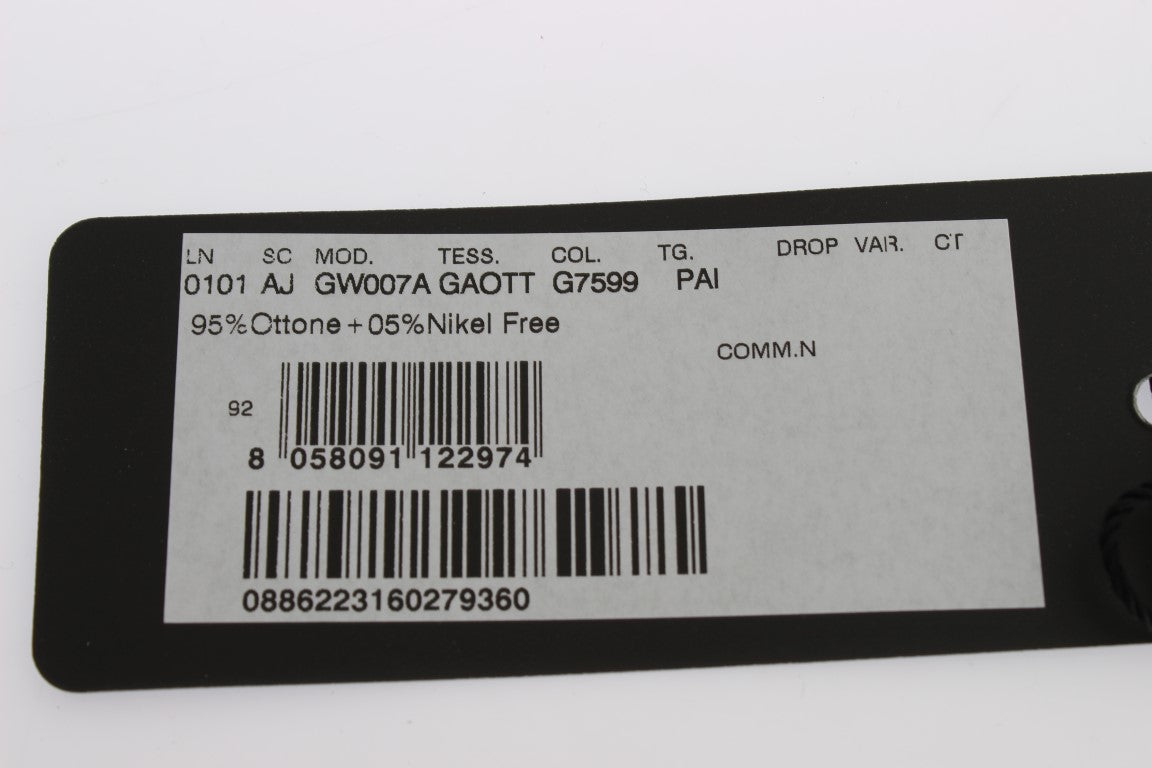 LN SC MOD. TESS. COL. TG. DROP VAR. CT
0101 AJ GW007A GAOTT G7599 PAI
95%Ottone+05%Nikel Free
COMM.N
92
8 058091 122974
0886223160279360